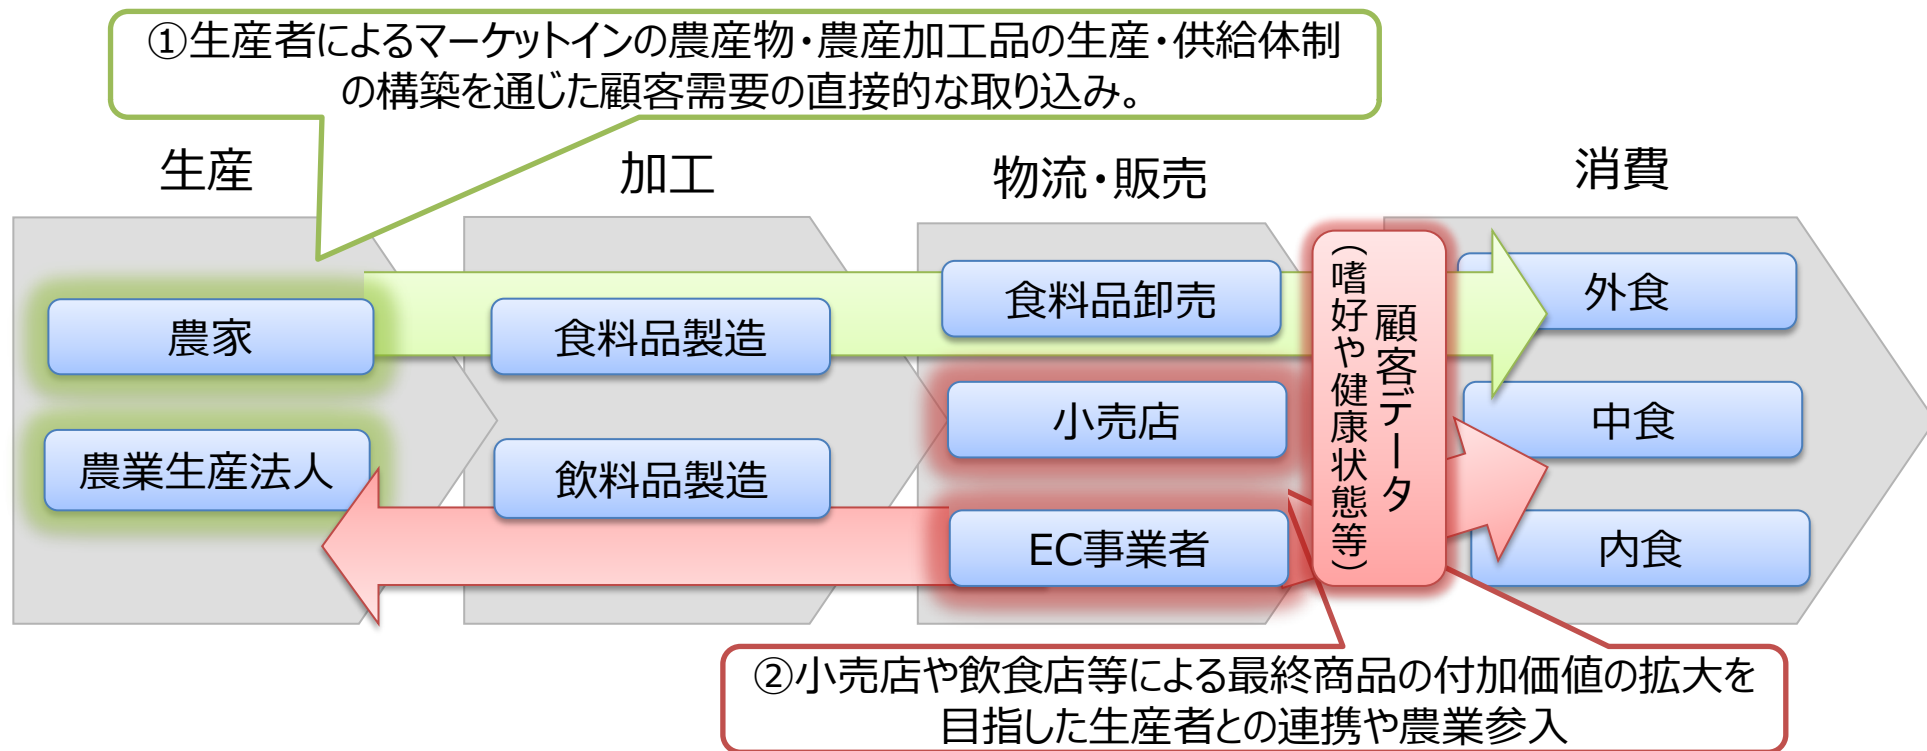 ①生産者によるマーケットインの農産物・農産加工品の生産・供給体制
の構築を通じた顧客需要の直接的な取り込み。
生産
加工
物流・販売
消費
農家
農業生産法人
食料品製造
飲料品製造
食料品卸売
小売店
EC事業者
顧客データ
（嗜好や健康状態等）
外食
中食
内食
②小売店や飲食店等による最終商品の付加価値の拡大を
目指した生産者との連携や農業参入